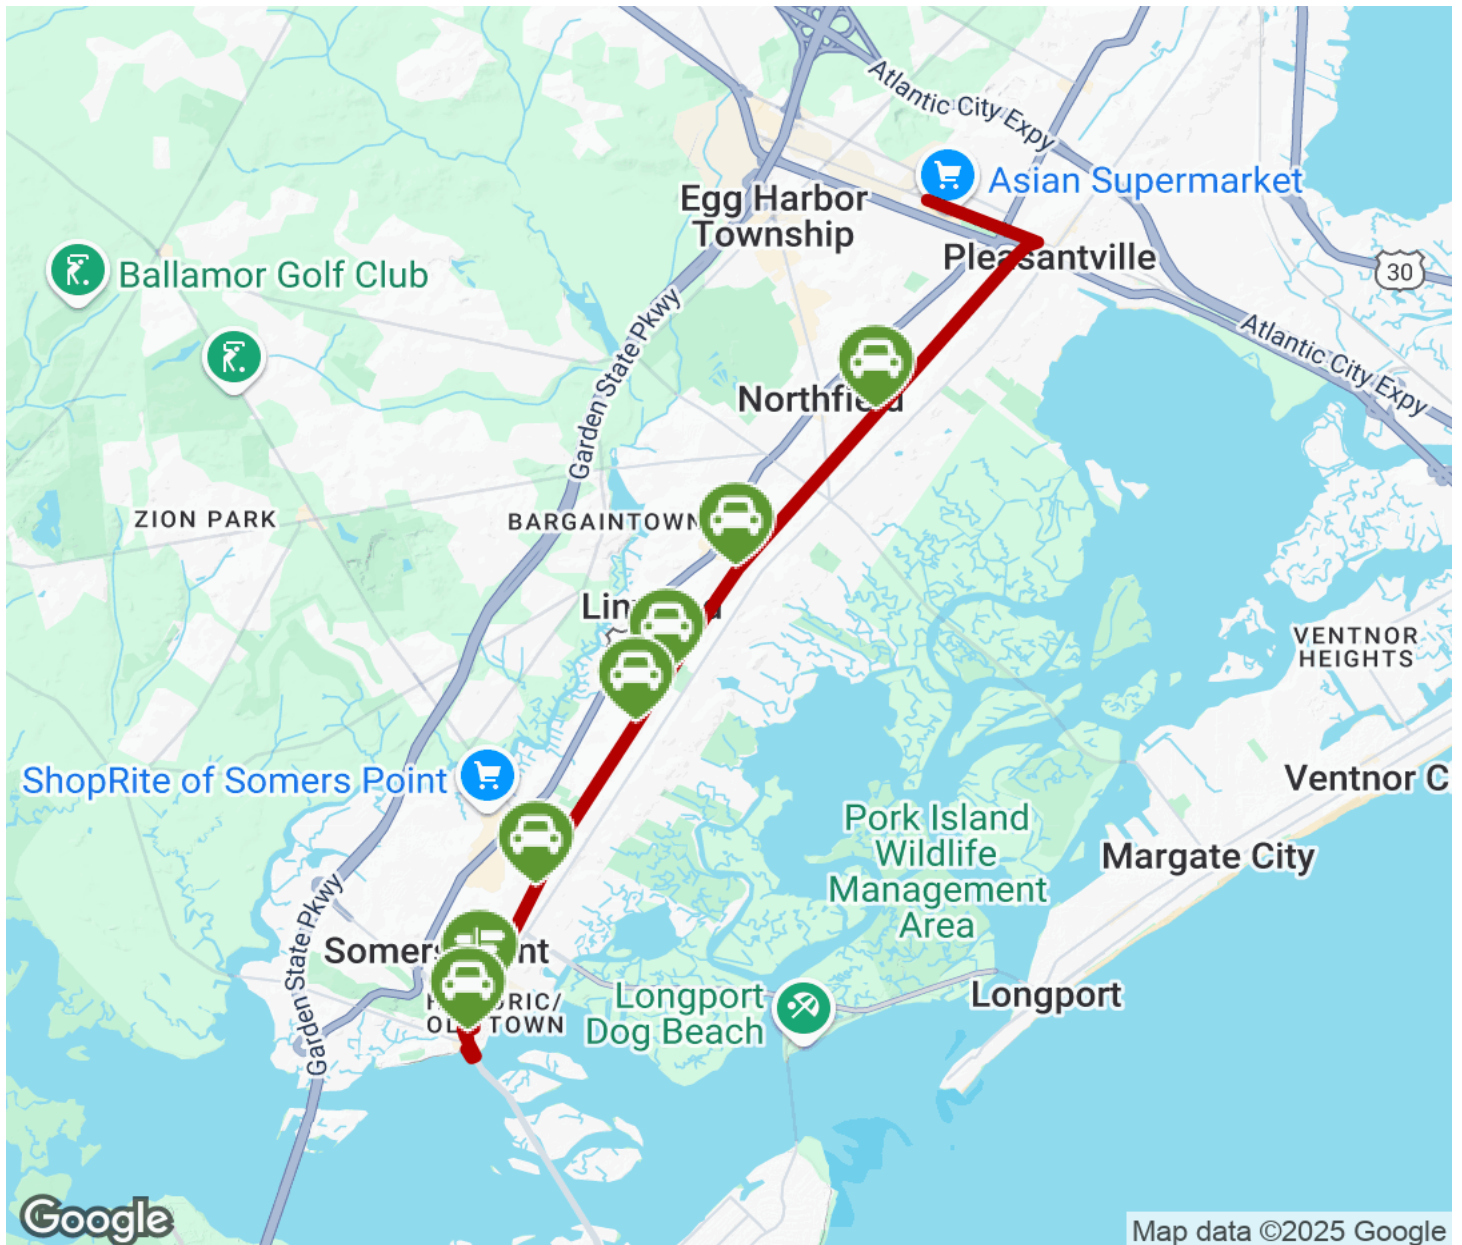 Atlantic City Expy
Asian Supermarket
Egg Harbor
Township
Pleasantville
30
Ballamor Golf Club
Garden State Pkwy
Atlantic City Expy
Northfield
ZION PARK
BARGAINTOWN
VENTNOR
HEIGHTS
ShopRite of Somers Point
Ventnor C
Pork Island
Wildlife
Management
Area
Margate City
Garden State Pkwy
Longport
Longport
Dog Beach
Google
Map data ©2025 Google